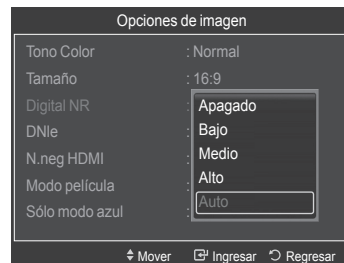 Opciones de imagen
Tono Color : Normal
Tamaño : 16:9
Digital NR : Apagado
DNIe : Bajo
N.neg HDMI : Medio
Modo película : Alto
Sólo modo azul : Auto
Mover Ingresar Regresar